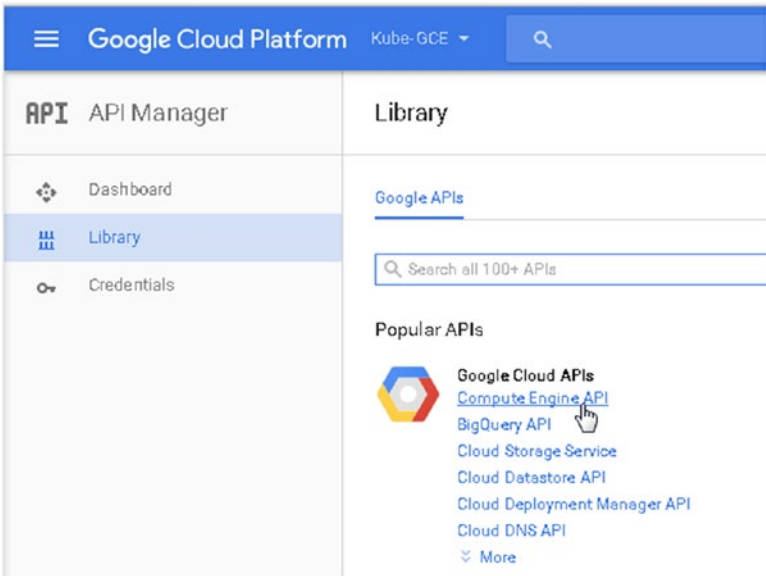 Google Cloud Platform Kube-GCE
API API Manager
Library
Dashboard
Library
Credentials
Google APIs
Search all 100+ APIs
Popular APIs
Google Cloud APIs
Compute Engine API
BigQuery API
Cloud Storage Service
Cloud Datastore API
Cloud Deployment Manager API
Cloud DNS API
More